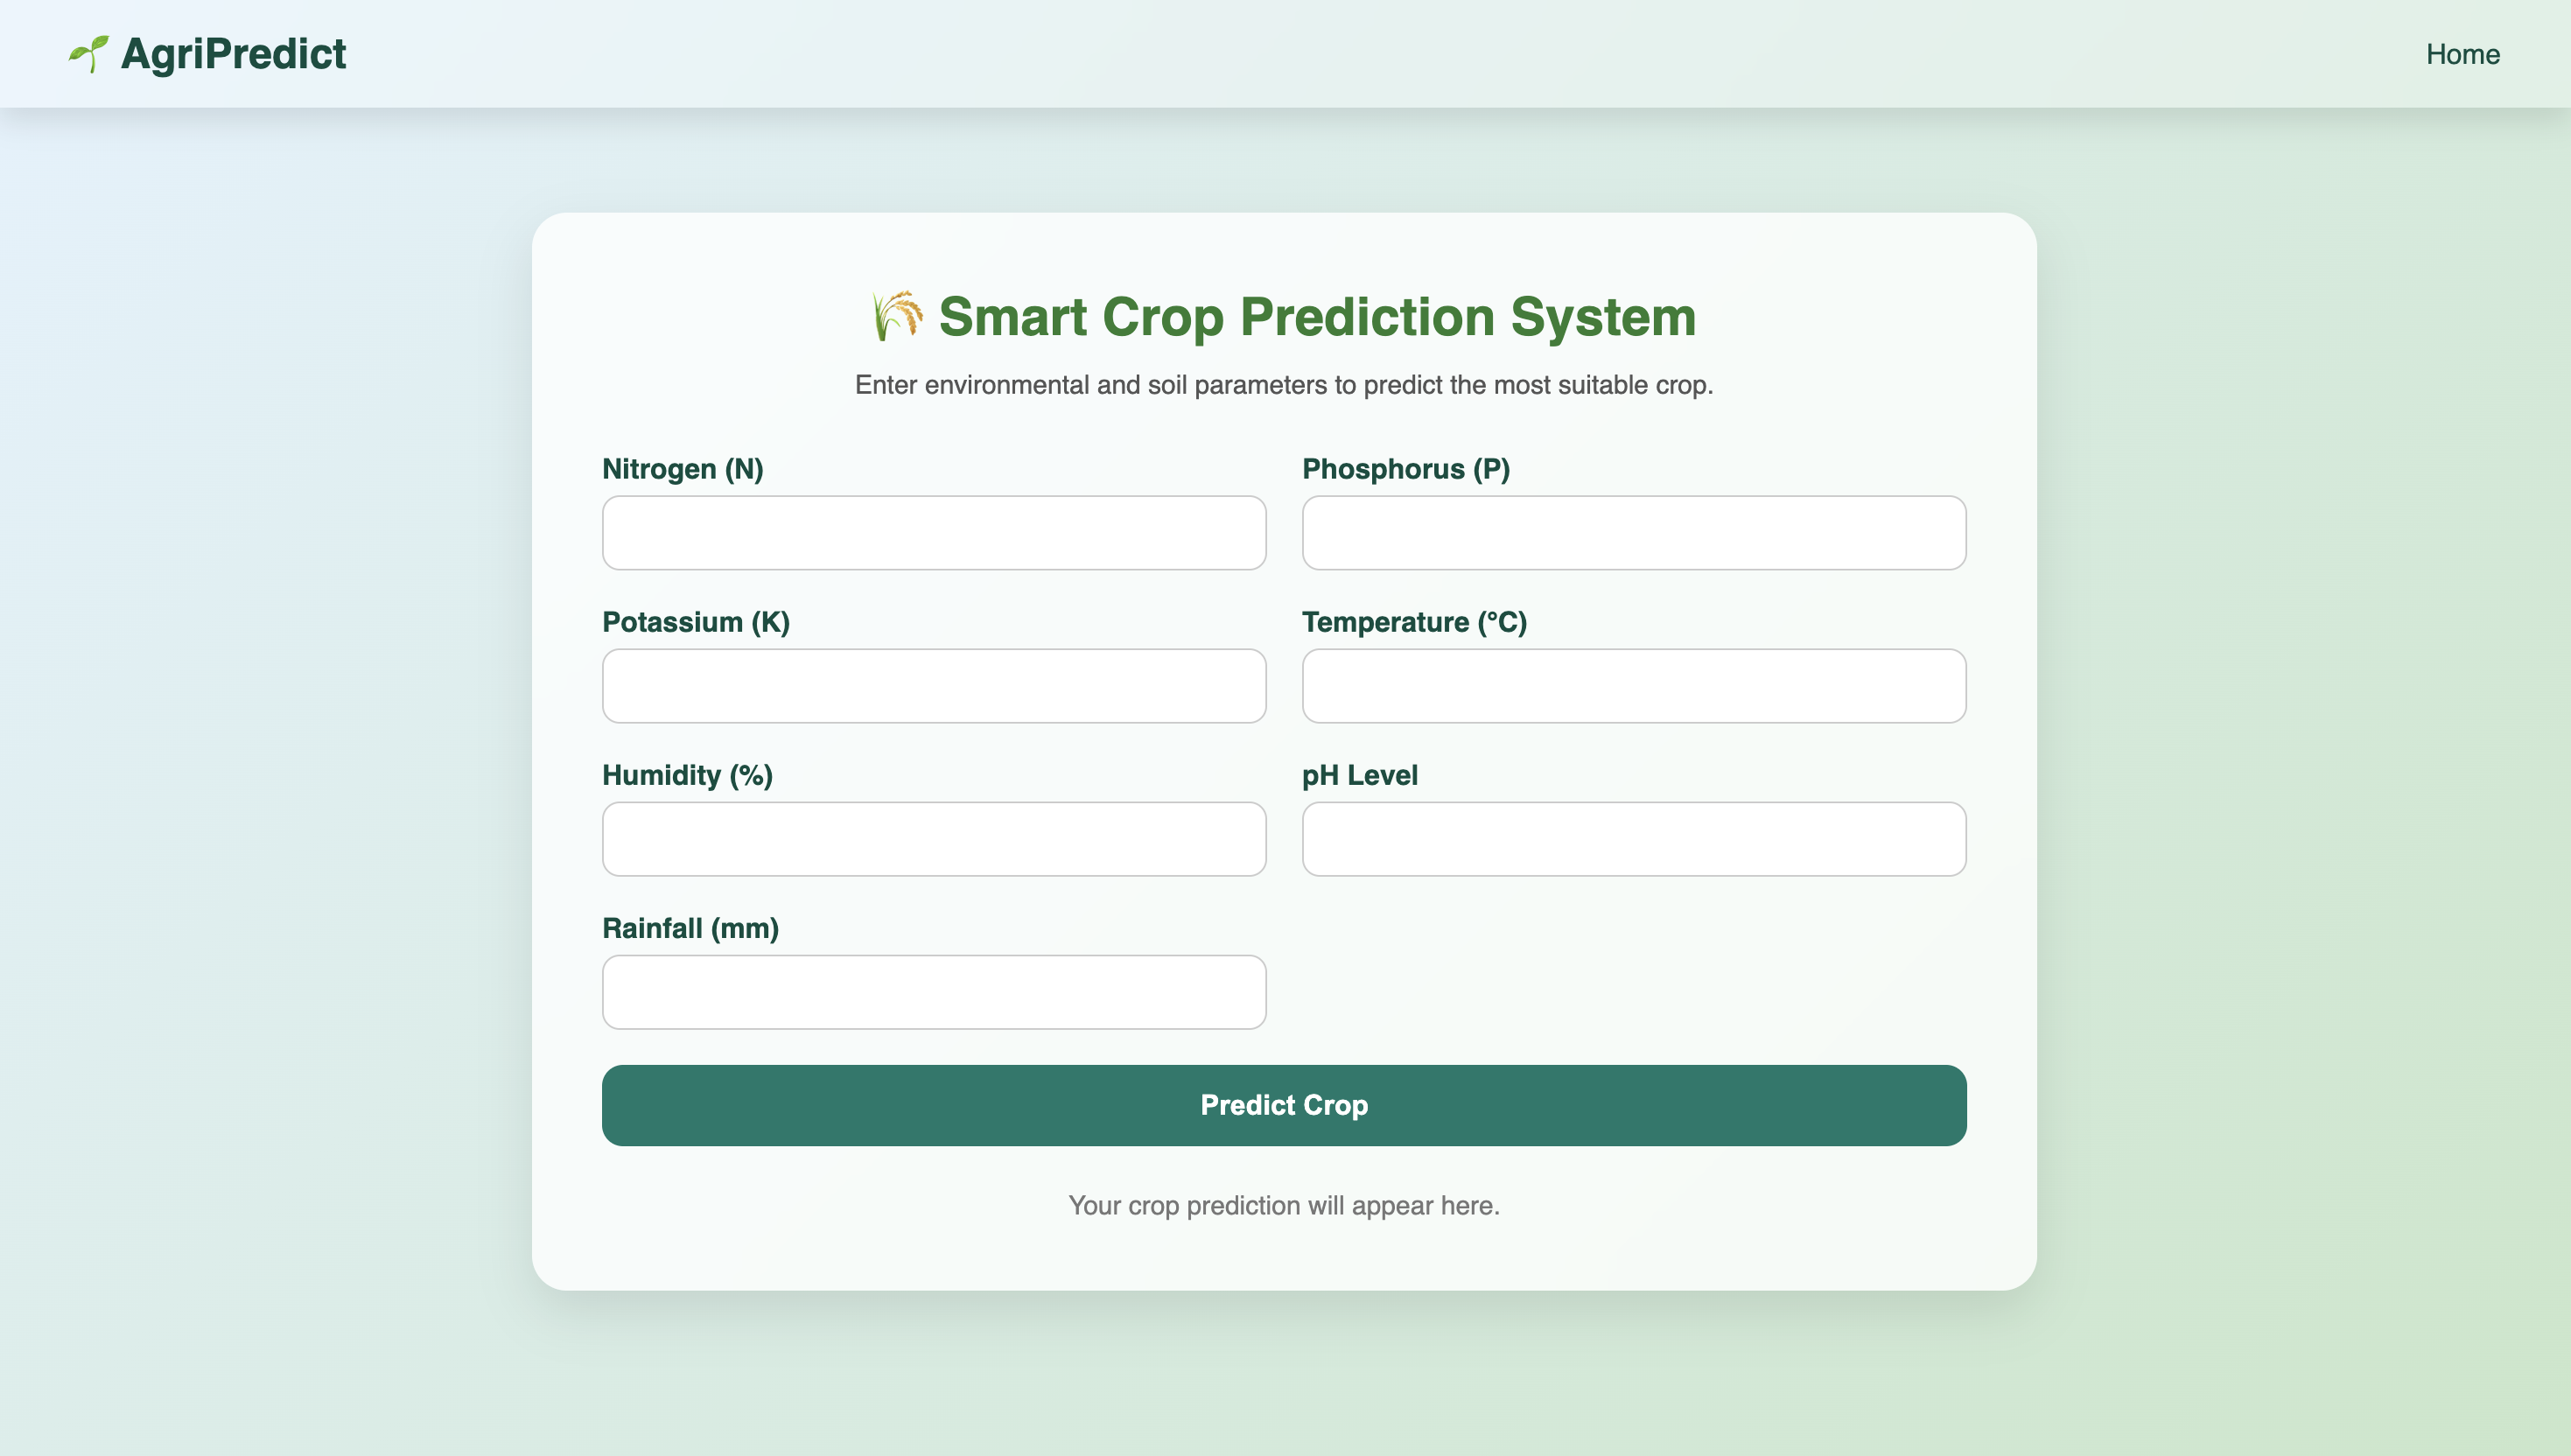 AgriPredict
Home
Smart Crop Prediction System
Enter environmental and soil parameters to predict the most suitable crop.
Nitrogen (N)
Phosphorus (P)
Potassium (K)
Temperature (°C)
Humidity (%)
pH Level
Rainfall (mm)
Predict Crop
Your crop prediction will appear here.